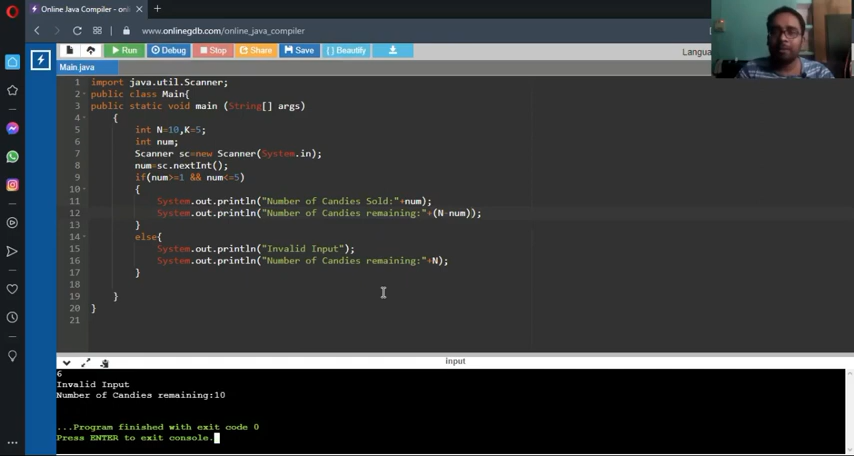 Online Java Compiler - onl
www.onlinegdb.com/online_java_compiler
Run Debug Stop Share Save { } Beautify
Langua
Main.java
1 import java.util.Scanner;
2 public class Main{
3 public static void main (String[] args)
4 {
5 int N=10,K=5;
6 int num;
7 Scanner sc=new Scanner(System.in);
8 num=sc.nextInt();
9 if(num>=1 && num<=5)
10 {
11 System.out.println("Number of Candies Sold:"+num);
12 System.out.println("Number of Candies remaining:"+(N-num));
13 }
14 else{
15 System.out.println("Invalid Input");
16 System.out.println("Number of Candies remaining:"+N);
17 }
18
19 }
20 }
21
input
6
Invalid Input
Number of Candies remaining:10
...Program finished with exit code 0
Press ENTER to exit console.